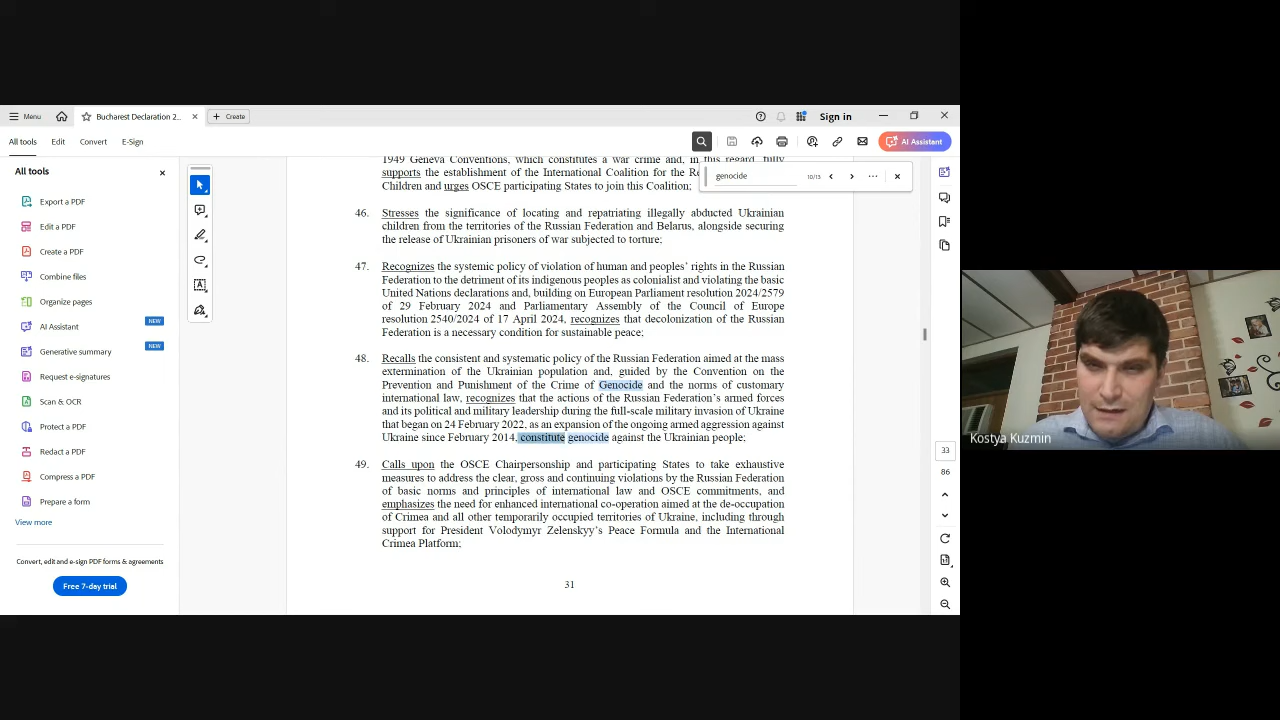 Menu
Bucharest Declaration 2...
Create
Sign in
All tools
Edit
Convert
E-Sign
AI Assistant
All tools
Export a PDF
Edit a PDF
Create a PDF
Combine files
Organize pages
AI Assistant
NEW
Generative summary
NEW
Request e-signatures
Scan & OCR
Protect a PDF
Redact a PDF
Compress a PDF
Prepare a form
View more
Convert, edit and e-sign PDF forms & agreements
Free 7-day trial
genocide
10/13
1949 Geneva Conventions, which constitutes a war crime and, in this regard, fully
supports the establishment of the International Coalition for the Re
Children and urges OSCE participating States to join this Coalition;
46. Stresses the significance of locating and repatriating illegally abducted Ukrainian
children from the territories of the Russian Federation and Belarus, alongside securing
the release of Ukrainian prisoners of war subjected to torture;
47. Recognizes the systemic policy of violation of human and peoples' rights in the Russian
Federation to the detriment of its indigenous peoples as colonialist and violating the basic
United Nations declarations and, building on European Parliament resolution 2024/2579
of 29 February 2024 and Parliamentary Assembly of the Council of Europe
resolution 2540/2024 of 17 April 2024, recognizes that decolonization of the Russian
Federation is a necessary condition for sustainable peace;
48. Recalls the consistent and systematic policy of the Russian Federation aimed at the mass
extermination of the Ukrainian population and, guided by the Convention on the
Prevention and Punishment of the Crime of Genocide and the norms of customary
international law, recognizes that the actions of the Russian Federation's armed forces
and its political and military leadership during the full-scale military invasion of Ukraine
that began on 24 February 2022, as an expansion of the ongoing armed aggression against
Ukraine since February 2014, constitute genocide against the Ukrainian people;
49. Calls upon the OSCE Chairpersonship and participating States to take exhaustive
measures to address the clear, gross and continuing violations by the Russian Federation
of basic norms and principles of international law and OSCE commitments, and
emphasizes the need for enhanced international co-operation aimed at the de-occupation
of Crimea and all other temporarily occupied territories of Ukraine, including through
support for President Volodymyr Zelenskyy's Peace Formula and the International
Crimea Platform;
31
33
86
Kostya Kuzmin